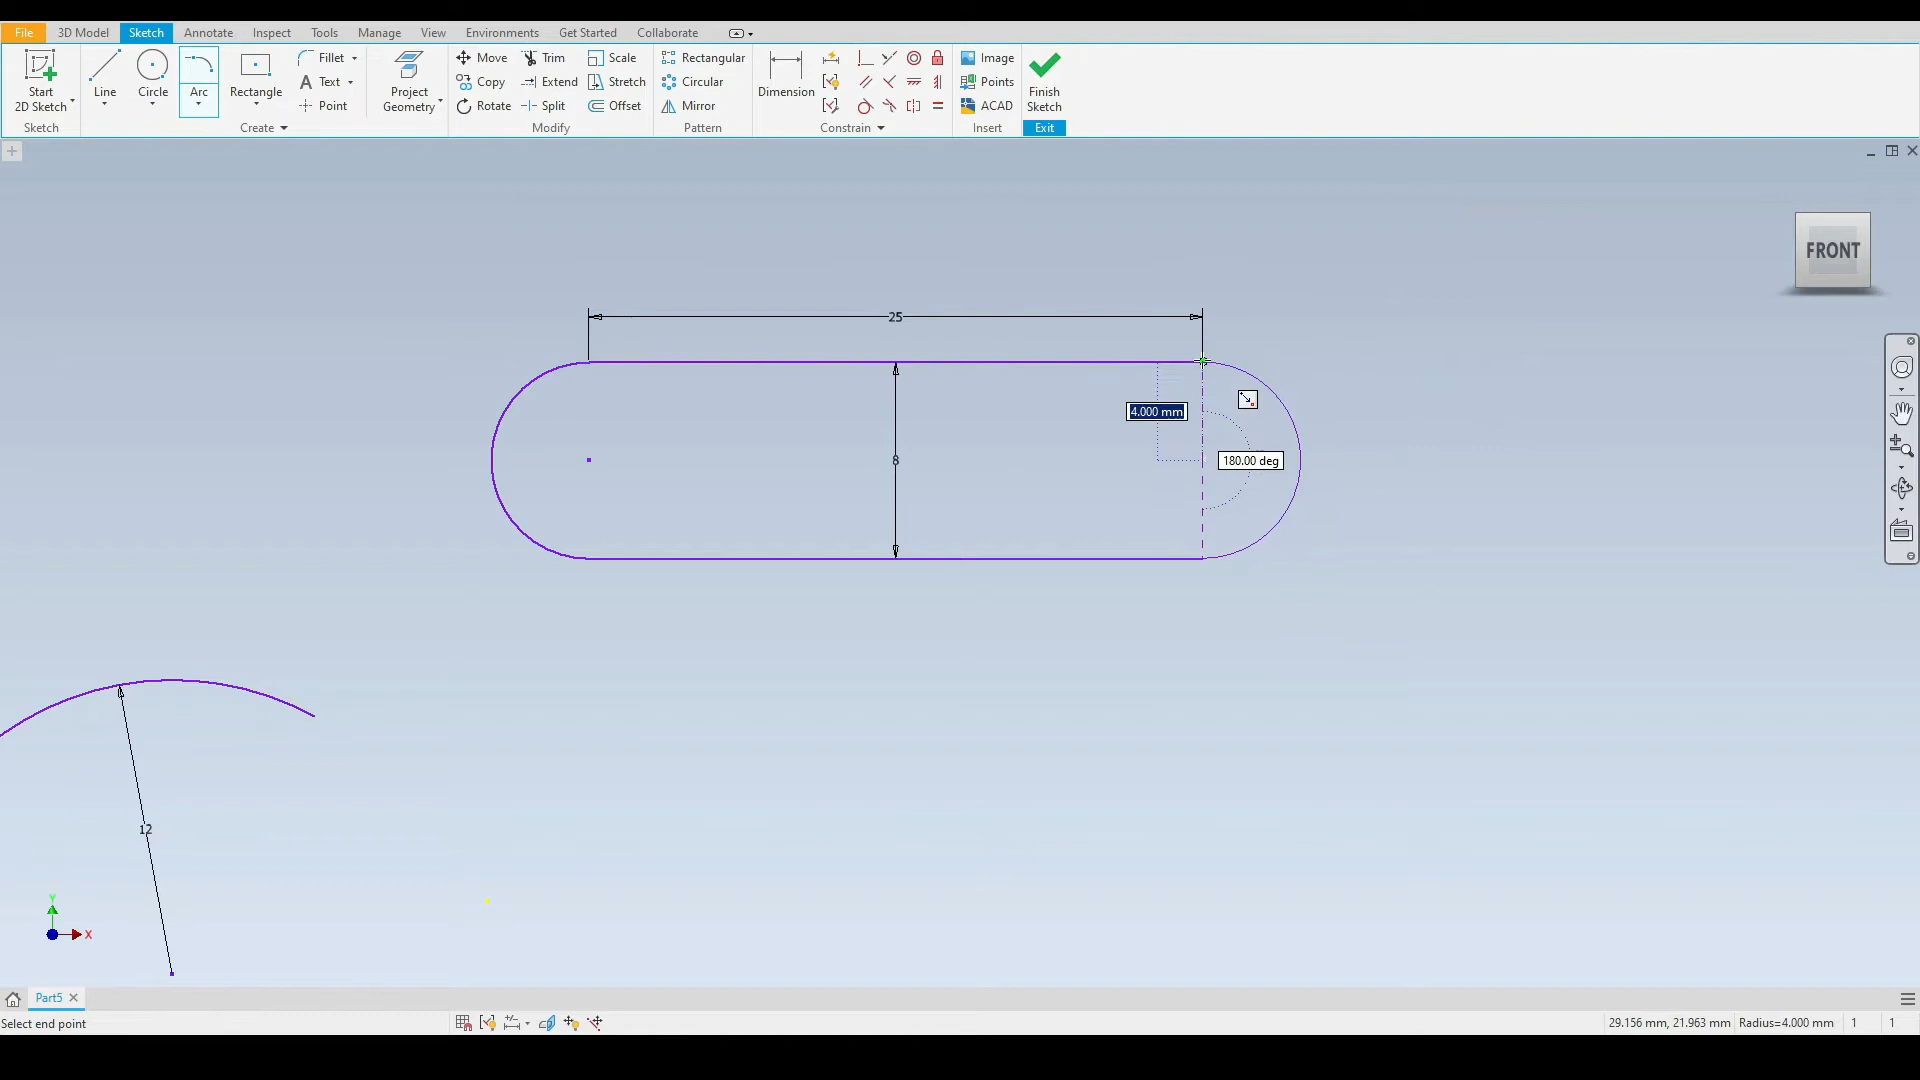 File 3D Model Sketch Annotate Inspect Tools Manage View Environments Get Started Collaborate
Start
2D Sketch
Line
Circle
Arc
Rectangle
Fillet
Text
Point
Project
Geometry
Move
Copy
Rotate
Trim
Extend
Split
Scale
Stretch
Offset
Rectangular
Circular
Mirror
Dimension
Image
Points
ACAD
Finish
Sketch
Sketch Create Modify Pattern Constrain Insert Exit
FRONT
25
4.000 mm
8
180.00 deg
12
Y
X
Part5
Select end point
29.156 mm, 21.963 mm Radius=4.000 mm 1 1